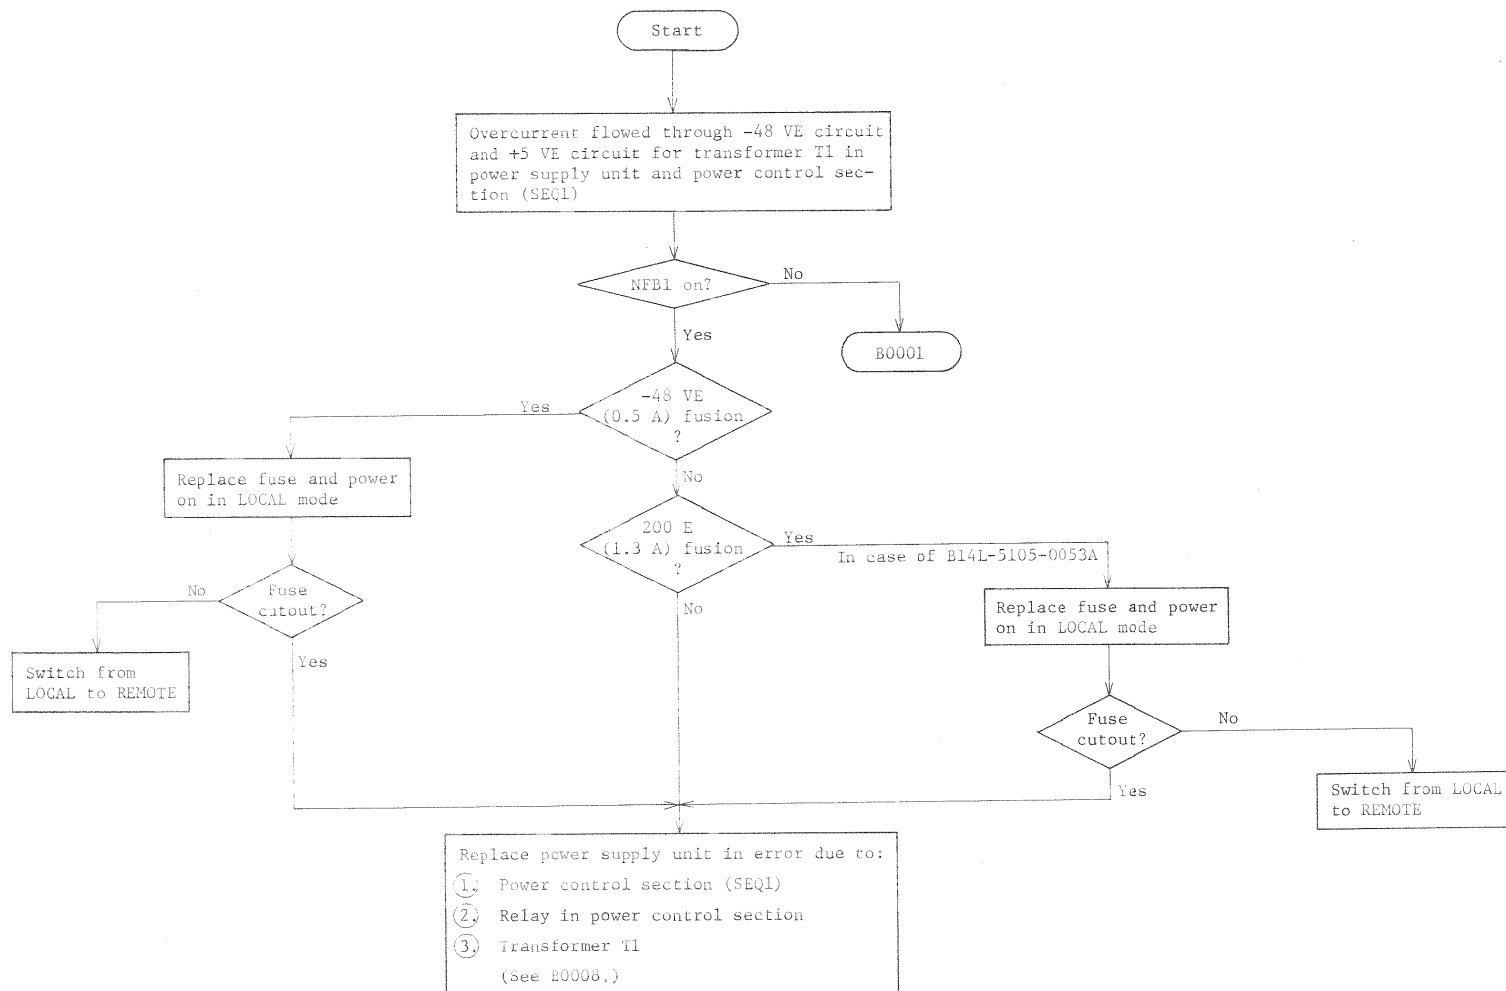 Start
Overcurrent flowed through -48 VE circuit
and +5 VE circuit for transformer T1 in
power supply unit and power control sec-
tion (SEQ1)
NFB1 on?
No
Yes
B0001
-48 VE
(0.5 A) fusion
?
Yes
No
Replace fuse and power
on in LOCAL mode
200 E
(1.3 A) fusion
?
Yes
In case of B14L-5105-0053A
No
Fuse
cutout?
No
Yes
Switch from
LOCAL to REMOTE
Replace fuse and power
on in LOCAL mode
Fuse
cutout?
No
Yes
Switch from LOCAL
to REMOTE
Replace power supply unit in error due to:
1. Power control section (SEQ1)
2. Relay in power control section
3. Transformer T1
(See B0008.)